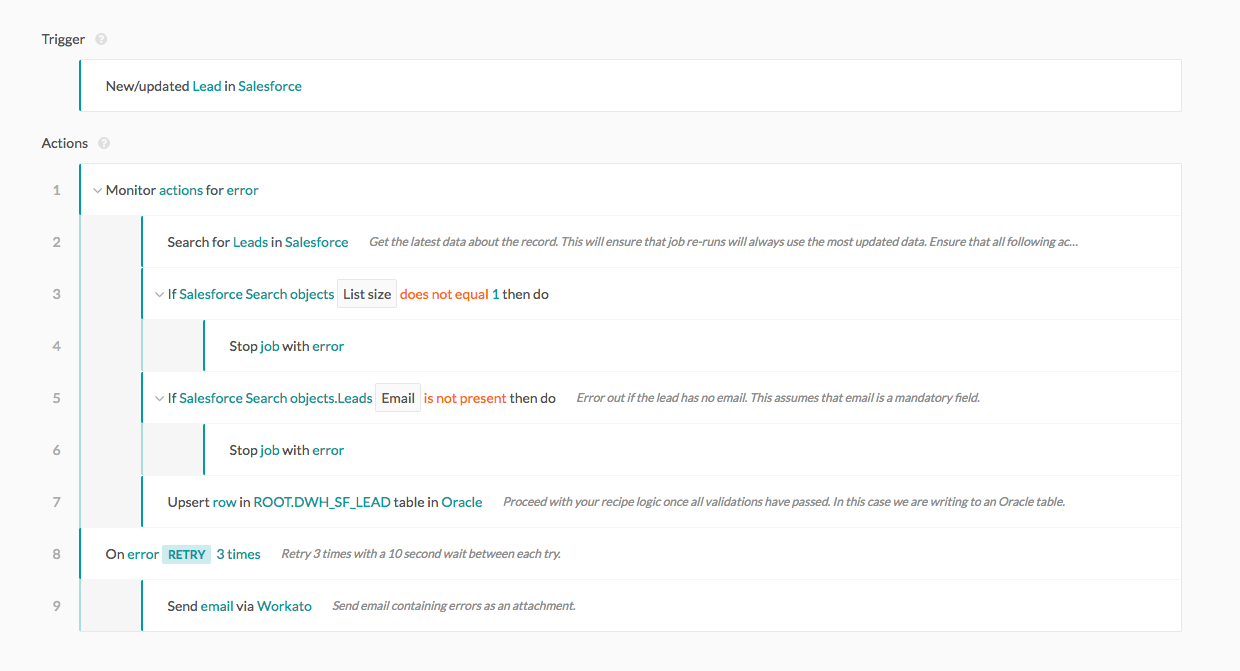 Trigger ?
New/updated Lead in Salesforce
Actions ?
1 Monitor actions for error
2 Search for Leads in Salesforce Get the latest data about the record. This will ensure that job re-runs will always use the most updated data. Ensure that all following ac...
3 If Salesforce Search objects List size does not equal 1 then do
4 Stop job with error
5 If Salesforce Search objects.Leads Email is not present then do Error out if the lead has no email. This assumes that email is a mandatory field.
6 Stop job with error
7 Upsert row in ROOT.DWH_SF_LEAD table in Oracle Proceed with your recipe logic once all validations have passed. In this case we are writing to an Oracle table.
8 On error RETRY 3 times Retry 3 times with a 10 second wait between each try.
9 Send email via Workato Send email containing errors as an attachment.